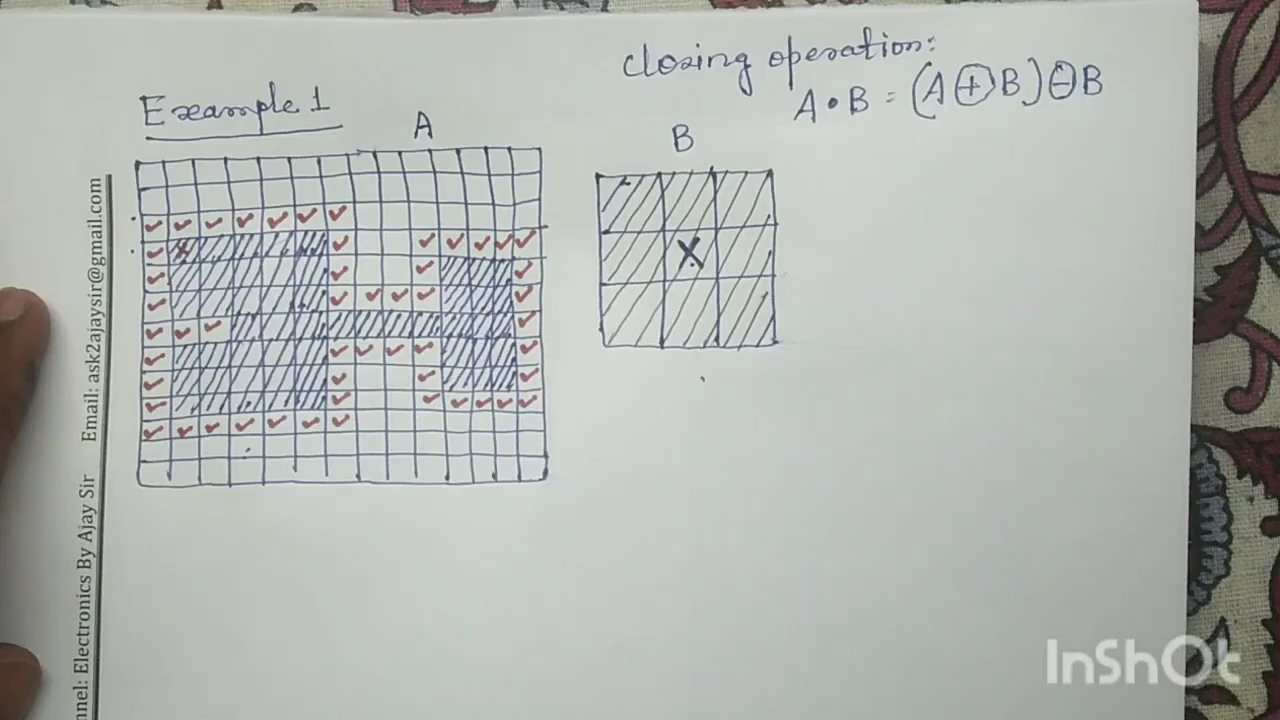 Closing operation:
A • B = (A ⊕ B) ⊖ B
Example 1
A
B
X
x
Email: ask2ajaysir@gmail.com
nnel: Electronics By Ajay Sir
InShOt